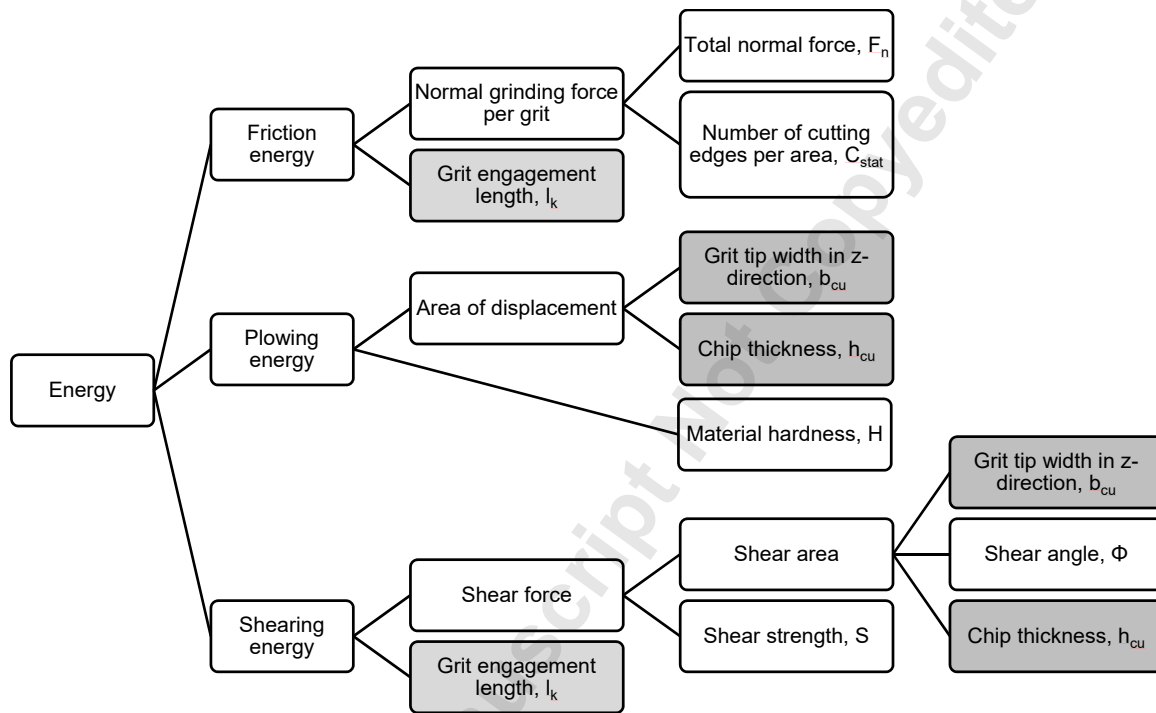 Total normal force, Fn
Normal grinding force
per grit
Friction
energy
Number of cutting
edges per area, Cstat
Grit engagement
length, lk
Grit tip width in z-
direction, bcu
Area of displacement
Plowing
energy
Chip thickness, hcu
Energy
Material hardness, H
Grit tip width in z-
direction, bcu
Shear area
Shear angle, Φ
Shear force
Shearing
energy
Shear strength, S
Chip thickness, hcu
Grit engagement
length, lk
uscript Not Copyedite